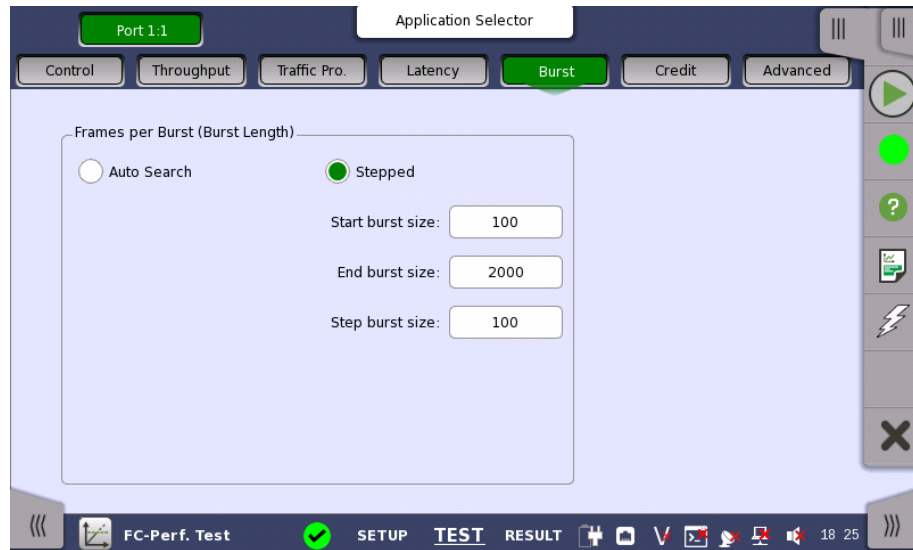 Port 1:1
Application Selector
Control
Throughput
Traffic Pro.
Latency
Burst
Credit
Advanced
Frames per Burst (Burst Length)
Auto Search
Stepped
Start burst size:
100
End burst size:
2000
Step burst size:
100
FC-Perf. Test
SETUP
TEST
RESULT
18 25